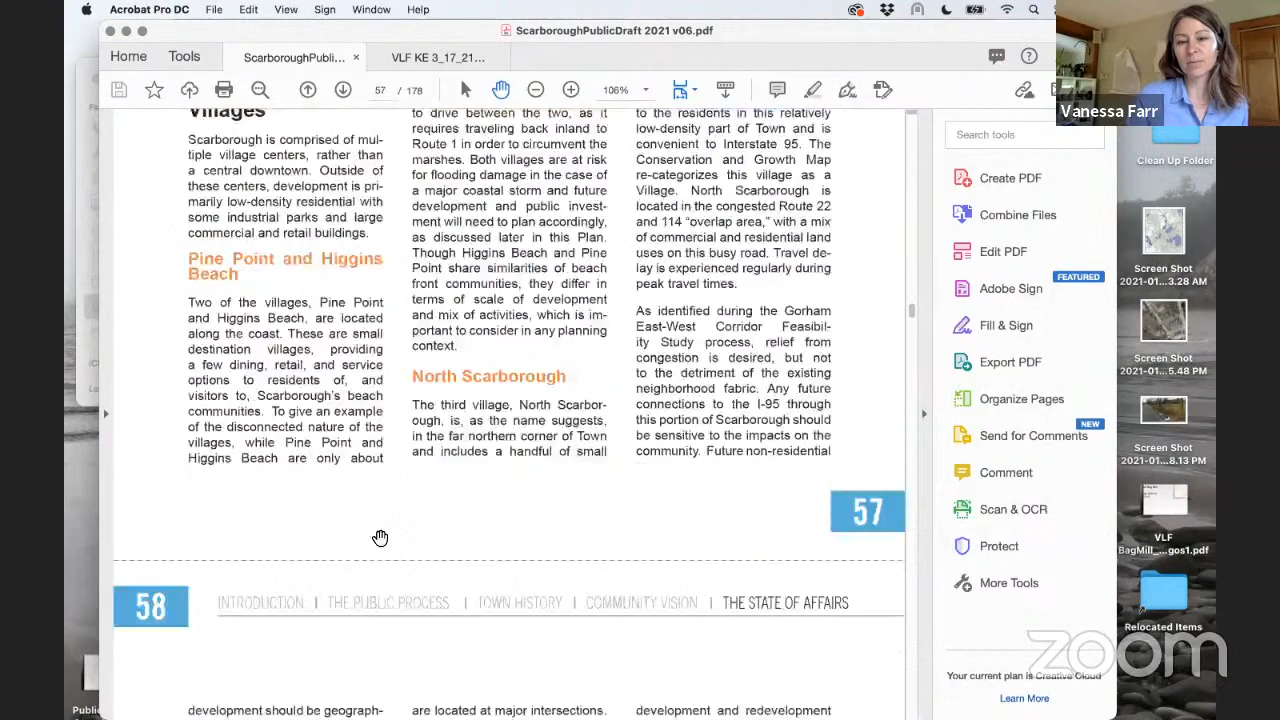 Acrobat Pro DC File Edit View Sign Window Help
ScarboroughPublicDraft 2021 v06.pdf
Home Tools ScarboroughPubli... × VLF KE 3_17_21...
57 / 178 106%
Vanessa Farr
Villages
Scarborough is comprised of mul-
tiple village centers, rather than
a central downtown. Outside of
these centers, development is pri-
marily low-density residential with
some industrial parks and large
commercial and retail buildings.
Pine Point and Higgins
Beach
Two of the villages, Pine Point
and Higgins Beach, are located
along the coast. These are small
destination villages, providing
a few dining, retail, and service
options to residents of, and
visitors to, Scarborough's beach
communities. To give an example
of the disconnected nature of the
villages, while Pine Point and
Higgins Beach are only about
travel between the two, as it
requires traveling back inland to
Route 1 in order to circumvent the
marshes. Both villages are at risk
for flooding damage in the case of
a major coastal storm and future
development and public invest-
ment will need to plan accordingly,
as discussed later in this Plan.
Though Higgins Beach and Pine
Point share similarities of beach
front communities, they differ in
terms of scale of development
and mix of activities, which is im-
portant to consider in any planning
context.
North Scarborough
The third village, North Scarbor-
ough, is, as the name suggests,
in the far northern corner of Town
and includes a handful of small
to the residents in this relatively
low-density part of Town and is
convenient to Interstate 95. The
Conservation and Growth Map
re-categorizes this village as a
Village. North Scarborough is
located in the congested Route 22
and 114 "overlap area," with a mix
of commercial and residential land
uses on this busy road. Travel de-
lay is experienced regularly during
peak travel times.
As identified during the Gorham
East-West Corridor Feasibil-
ity Study process, relief from
congestion is desired, but not
to the detriment of the existing
neighborhood fabric. Any future
connections to the I-95 through
this portion of Scarborough should
be sensitive to the impacts on the
community. Future non-residential
57
58 INTRODUCTION | THE PUBLIC PROCESS | TOWN HISTORY | COMMUNITY VISION | THE STATE OF AFFAIRS
development should be geograph-
are located at major intersections.
development and redevelopment
Search tools
Create PDF
Combine Files
Edit PDF
FEATURED
Adobe Sign
Fill & Sign
Export PDF
Organize Pages
NEW
Send for Comments
Comment
Scan & OCR
Protect
More Tools
Your current plan is Creative Cloud
Learn More
Clean Up Folder
Screen Shot
2021-01...3.28 AM
Screen Shot
2021-01...5.48 PM
Screen Shot
2021-01...8.13 PM
VLF
BagMill_...gos1.pdf
Relocated Items
Public
zoom